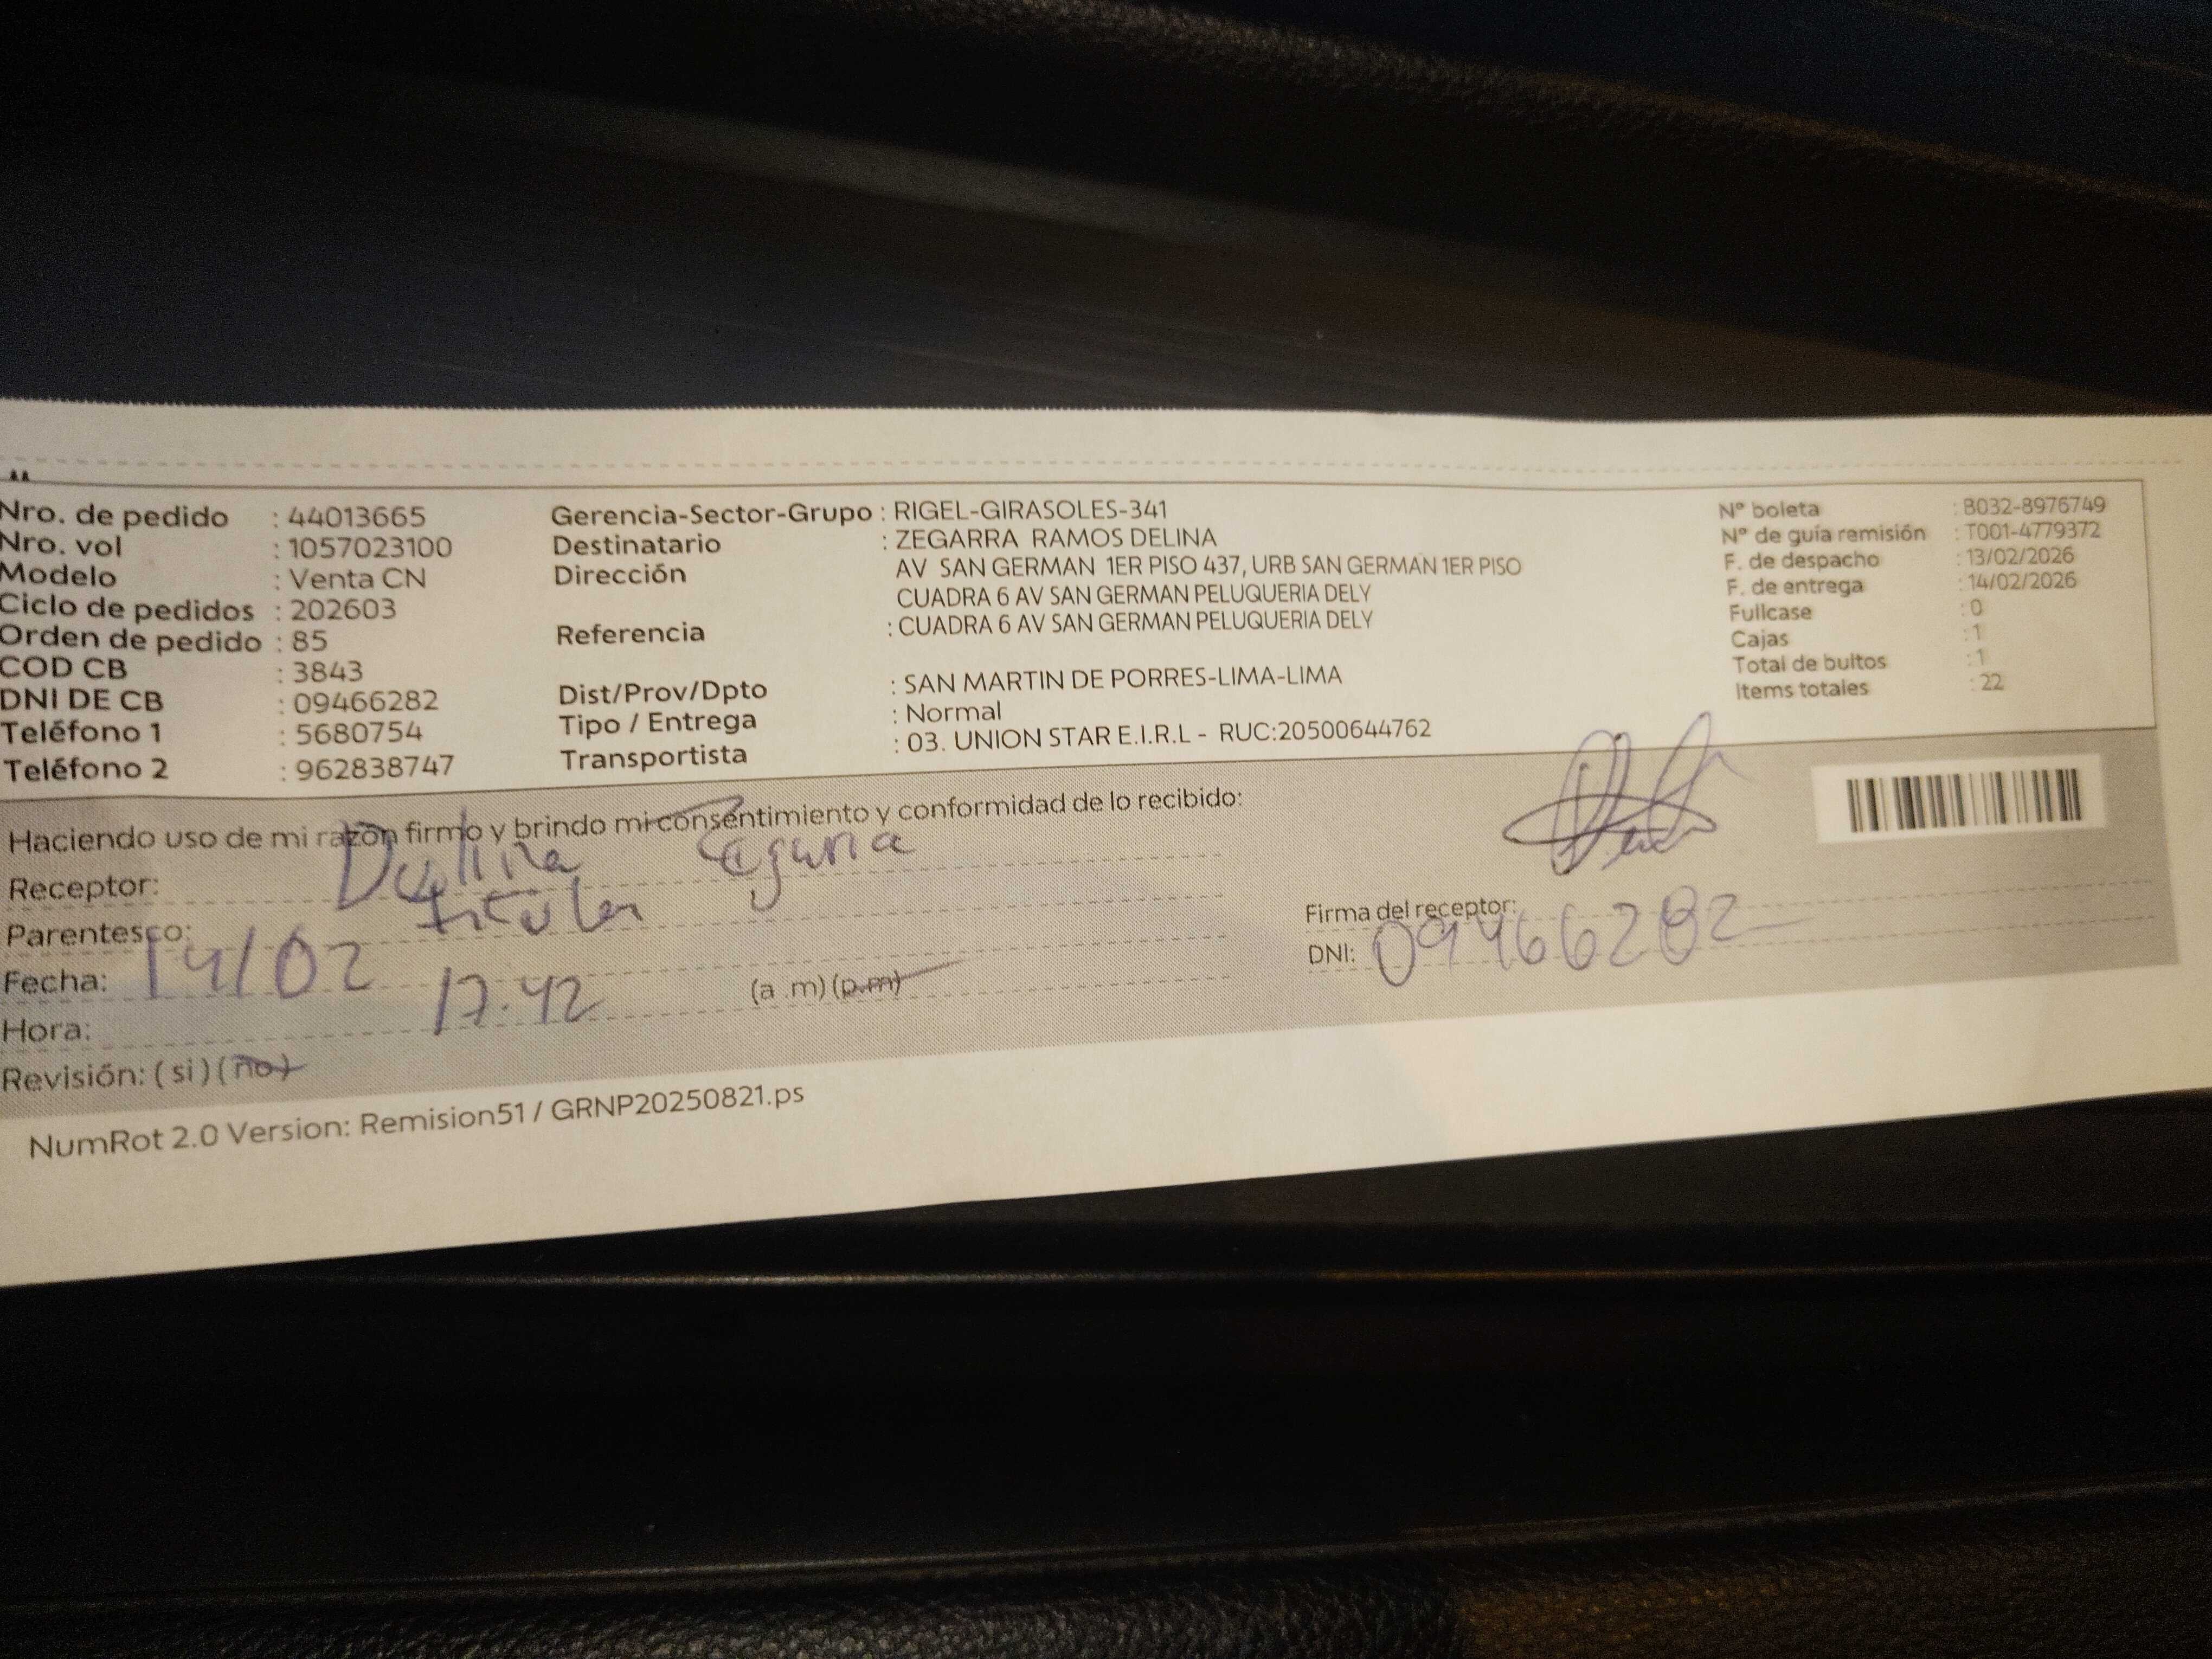 Nro. de pedido : 44013665
Nro. vol : 1057023100
Modelo : Venta CN
Ciclo de pedidos : 202603
Orden de pedido : 85
COD CB : 3843
DNI DE CB : 09466282
Teléfono 1 : 5680754
Teléfono 2 : 962838747
Gerencia-Sector-Grupo : RIGEL-GIRASOLES-341
Destinatario : ZEGARRA RAMOS DELINA
Dirección AV SAN GERMAN 1ER PISO 437, URB SAN GERMAN 1ER PISO
CUADRA 6 AV SAN GERMAN PELUQUERIA DELY
Referencia : CUADRA 6 AV SAN GERMAN PELUQUERIA DELY
Dist/Prov/Dpto : SAN MARTIN DE PORRES-LIMA-LIMA
Tipo / Entrega : Normal
Transportista : 03. UNION STAR E.I.R.L - RUC:20500644762
N° boleta : B032-8976749
N° de guía remisión : T001-4779372
F. de despacho : 13/02/2026
F. de entrega : 14/02/2026
Fullcase : 0
Cajas : 1
Total de bultos : 1
Items totales : 22
Haciendo uso de mi razón firmo y brindo mi consentimiento y conformidad de lo recibido:
Receptor:
Parentesco: titular
Fecha: 14/02
Hora: 17:42 (a .m) (p.m)
Revisión: ( si ) ( no )
Firma del receptor:
DNI: 09466282
NumRot 2.0 Version: Remision51 / GRNP20250821.ps